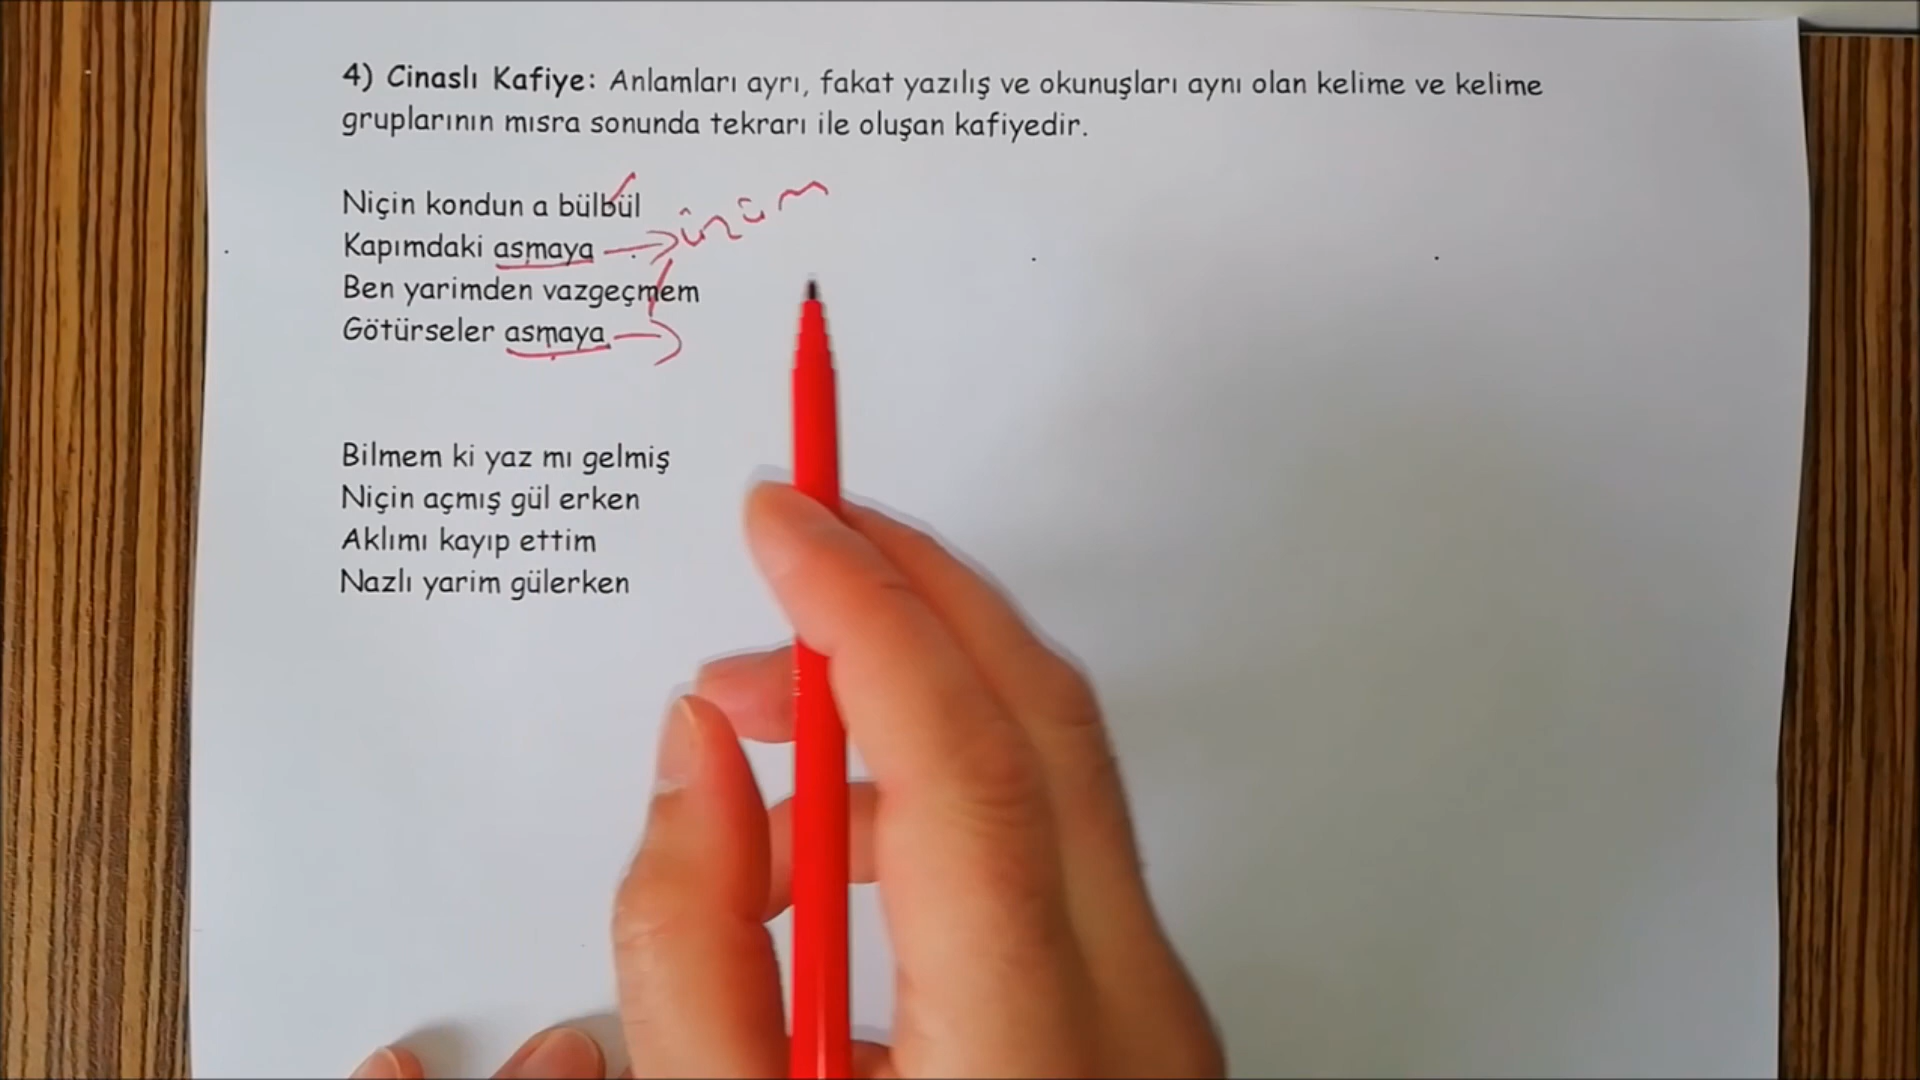 4) Cinaslı Kafiye: Anlamları ayrı, fakat yazılış ve okunuşları aynı olan kelime ve kelime
gruplarının mısra sonunda tekrarı ile oluşan kafiyedir.
Niçin kondun a bülbül
Kapımdaki asmaya → üzüm
Ben yarimden vazgeçmem
Götürseler asmaya →
Bilmem ki yaz mı gelmiş
Niçin açmış gül erken
Aklımı kayıp ettim
Nazlı yarim gülerken